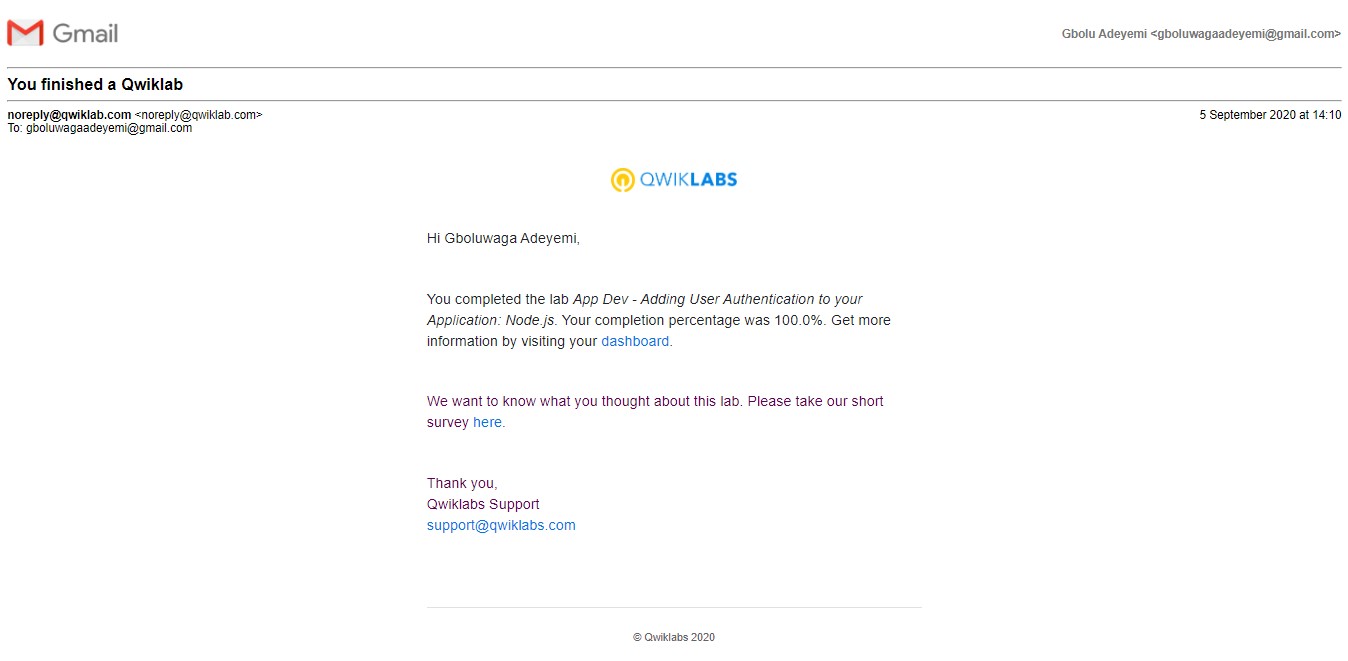 Gmail
Gbolu Adeyemi <gboluwagaadeyemi@gmail.com>
You finished a Qwiklab
noreply@qwiklab.com <noreply@qwiklab.com>
5 September 2020 at 14:10
To: gboluwagaadeyemi@gmail.com
QWIKLABS
Hi Gboluwaga Adeyemi,
You completed the lab App Dev - Adding User Authentication to your
Application: Node.js. Your completion percentage was 100.0%. Get more
information by visiting your dashboard.
We want to know what you thought about this lab. Please take our short
survey here.
Thank you,
Qwiklabs Support
support@qwiklabs.com
© Qwiklabs 2020